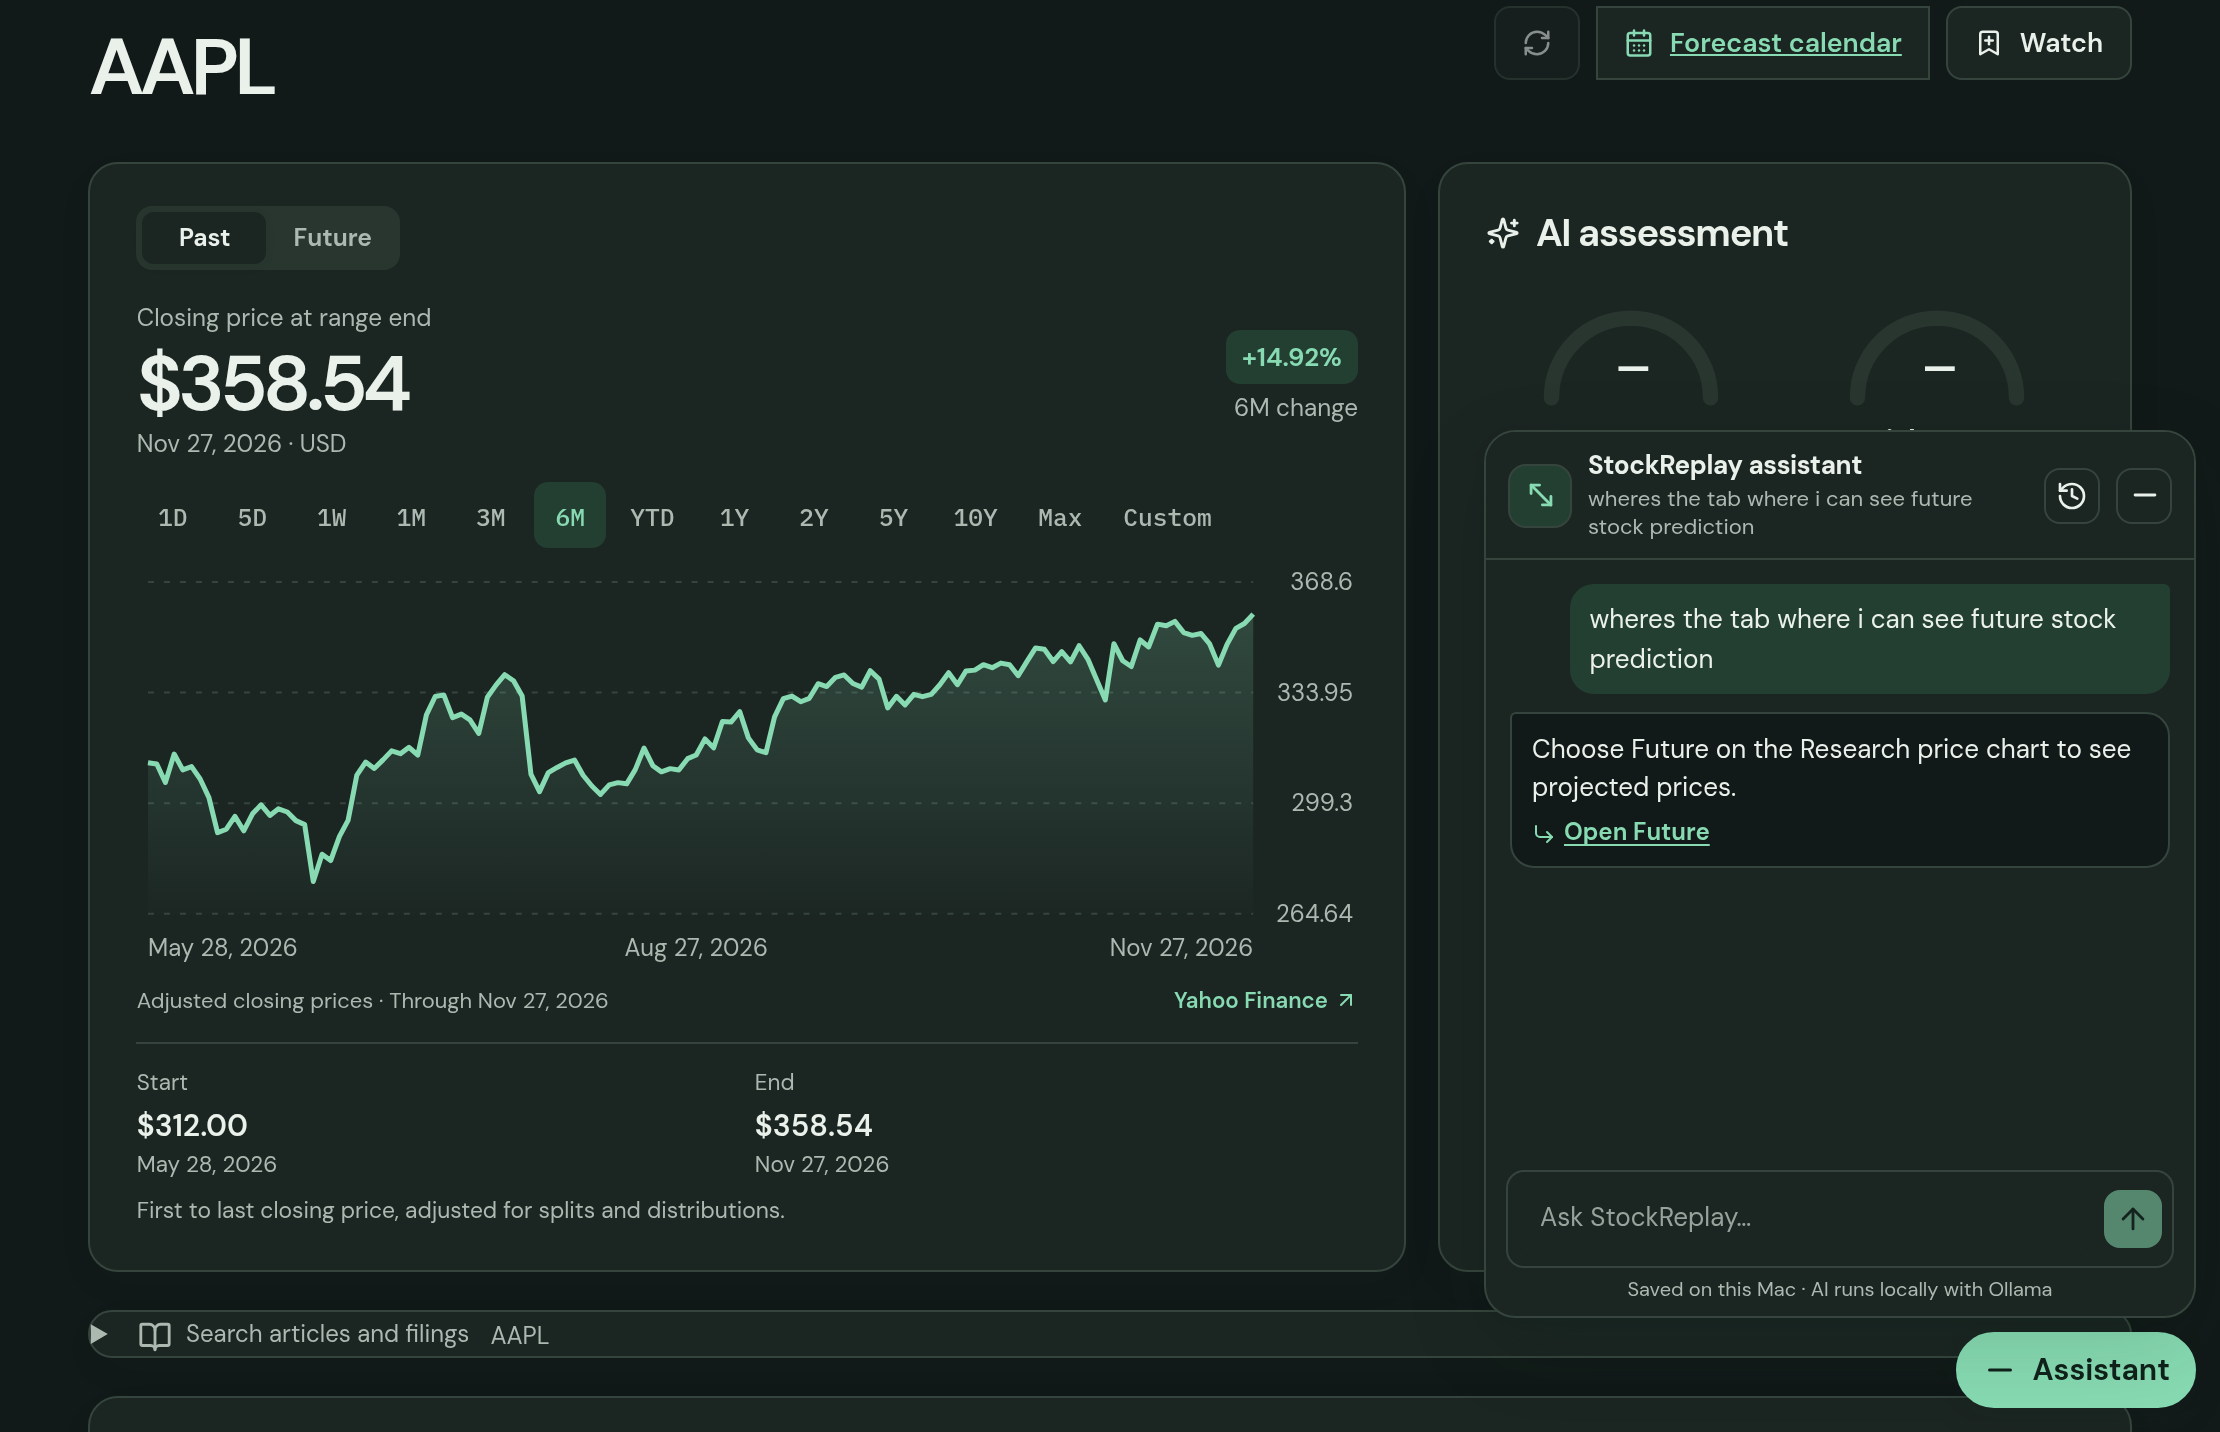 AAPL
Forecast calendar
Watch
Past
Future
Closing price at range end
$358.54
Nov 27, 2026 · USD
+14.92%
6M change
1D 5D 1W 1M 3M 6M YTD 1Y 2Y 5Y 10Y Max Custom
368.6
333.95
299.3
264.64
May 28, 2026
Aug 27, 2026
Nov 27, 2026
Adjusted closing prices · Through Nov 27, 2026
Yahoo Finance
Start
$312.00
May 28, 2026
End
$358.54
Nov 27, 2026
First to last closing price, adjusted for splits and distributions.
AI assessment
—
—
StockReplay assistant
wheres the tab where i can see future
stock prediction
wheres the tab where i can see future stock
prediction
Choose Future on the Research price chart to see
projected prices.
Open Future
Ask StockReplay...
Saved on this Mac · AI runs locally with Ollama
Search articles and filings AAPL
Assistant